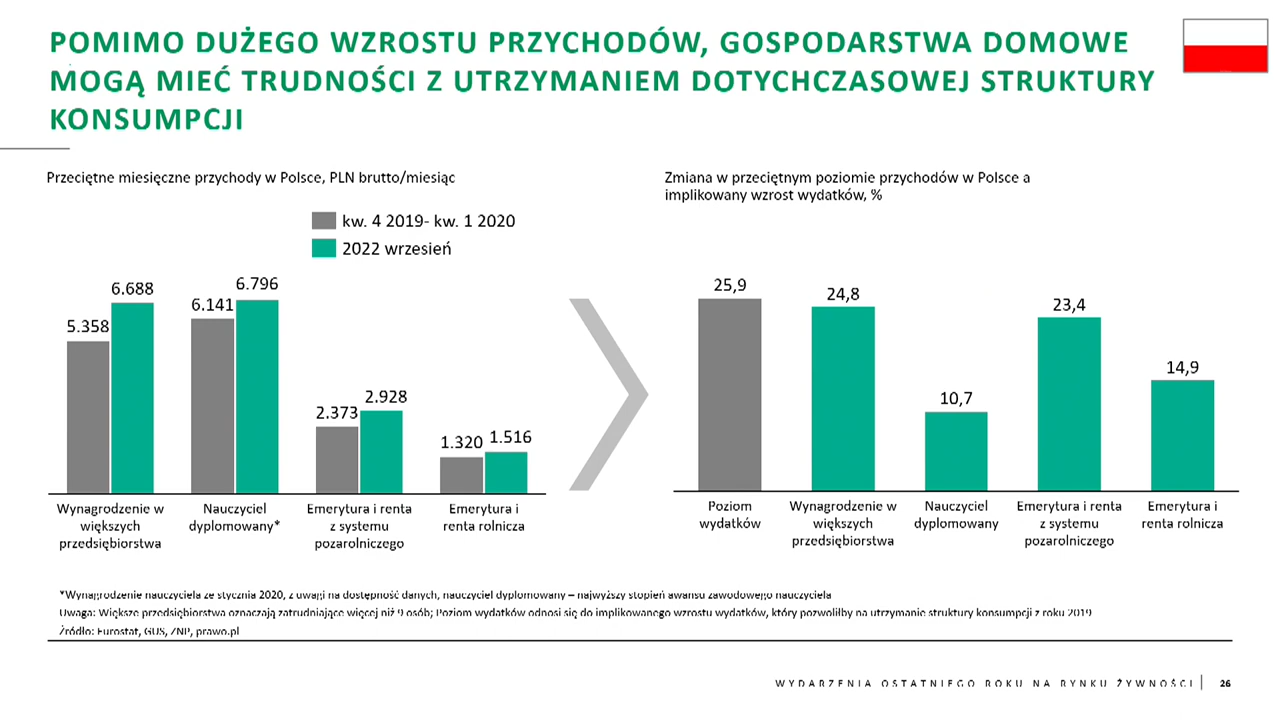 POMIMO DUŻEGO WZROSTU PRZYCHODÓW, GOSPODARSTWA DOMOWE
MOGĄ MIEĆ TRUDNOŚCI Z UTRZYMANIEM DOTYCHCZASOWEJ STRUKTURY
KONSUMPCJI
Przeciętne miesięczne przychody w Polsce, PLN brutto/miesiąc
kw. 4 2019- kw. 1 2020
2022 wrzesień
5.358
6.688
6.141
6.796
2.373
2.928
1.320
1.516
Wynagrodzenie w
większych
przedsiębiorstwa
Nauczyciel
dyplomowany*
Emerytura i renta
z systemu
pozarolniczego
Emerytura i
renta rolnicza
Zmiana w przeciętnym poziomie przychodów w Polsce a
implikowany wzrost wydatków, %
25,9
24,8
10,7
23,4
14,9
Poziom
wydatków
Wynagrodzenie w
większych
przedsiębiorstwa
Nauczyciel
dyplomowany
Emerytura i renta
z systemu
pozarolniczego
Emerytura i
renta rolnicza
*Wynagrodzenie nauczyciela ze stycznia 2020, z uwagi na dostępność danych, nauczyciel dyplomowany – najwyższy stopień awansu zawodowego nauczyciela
Uwaga: Większe przedsiębiorstwa oznaczają zatrudniające więcej niż 9 osób; Poziom wydatków odnosi się do implikowanego wzrostu wydatków, który pozwoliłby na utrzymanie struktury konsumpcji z roku 2019
Źródło: Eurostat, GUS, ZNP, prawo.pl
WYDARZENIA OSTATNIEGO ROKU NA RYNKU ŻYWNOŚCI | 26